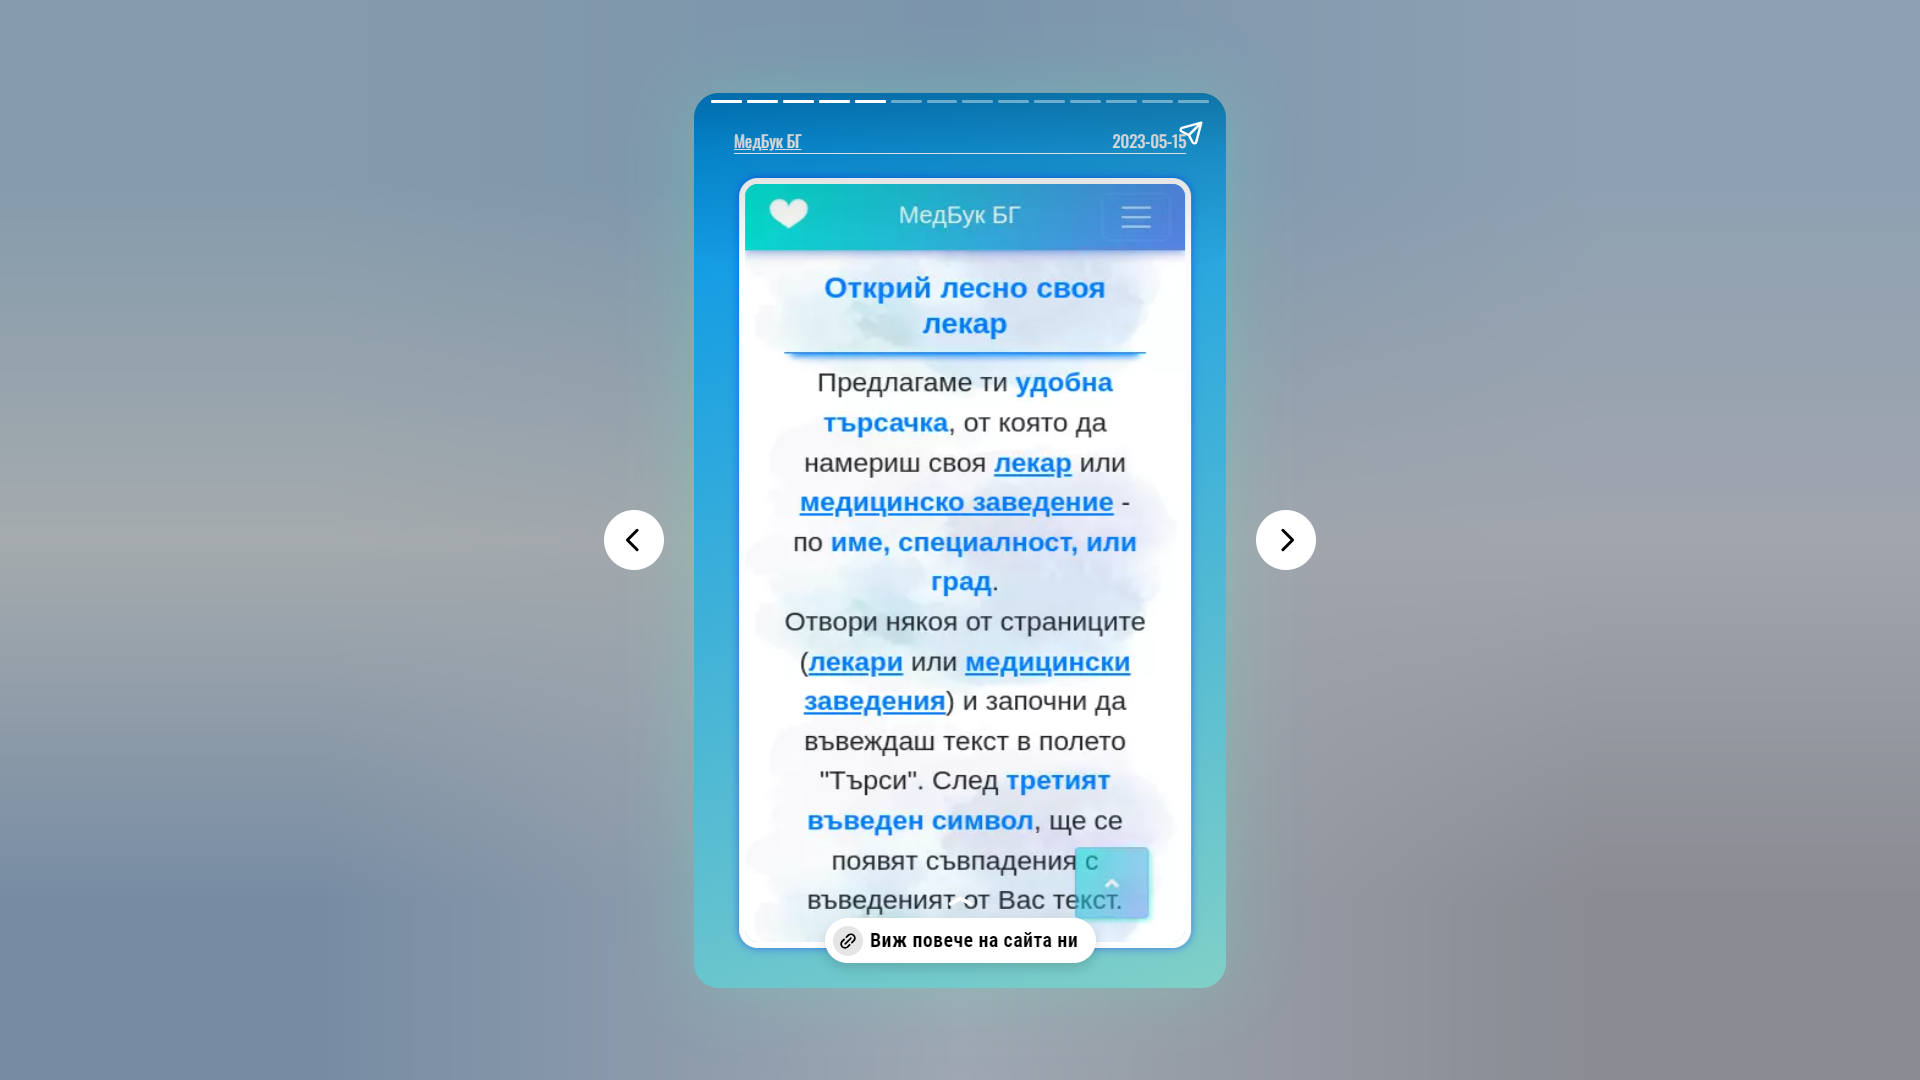 МедБук БГ
2023-05-15
МедБук БГ
Открий лесно своя
лекар
Предлагаме ти удобна
търсачка, от която да
намериш своя лекар или
медицинско заведение -
по име, специалност, или
град.
Отвори някоя от страниците
(лекари или медицински
заведения) и започни да
въвеждаш текст в полето
"Търси". След третият
въведен символ, ще се
появят съвпадения с
въведеният от Вас текст.
Виж повече на сайта ни